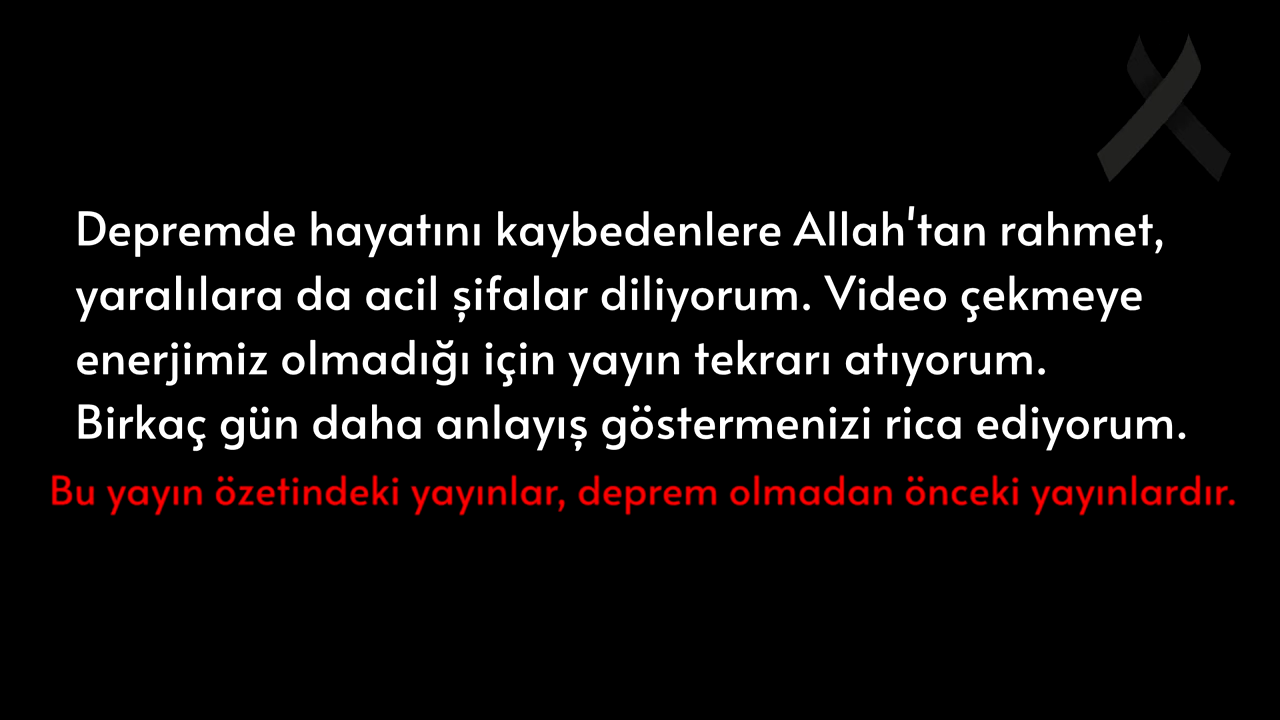 Depremde hayatını kaybedenlere Allah'tan rahmet,
yaralılara da acil şifalar diliyorum. Video çekmeye
enerjimiz olmadığı için yayın tekrarı atıyorum.
Birkaç gün daha anlayış göstermenizi rica ediyorum.
Bu yayın özetindeki yayınlar, deprem olmadan önceki yayınlardır.